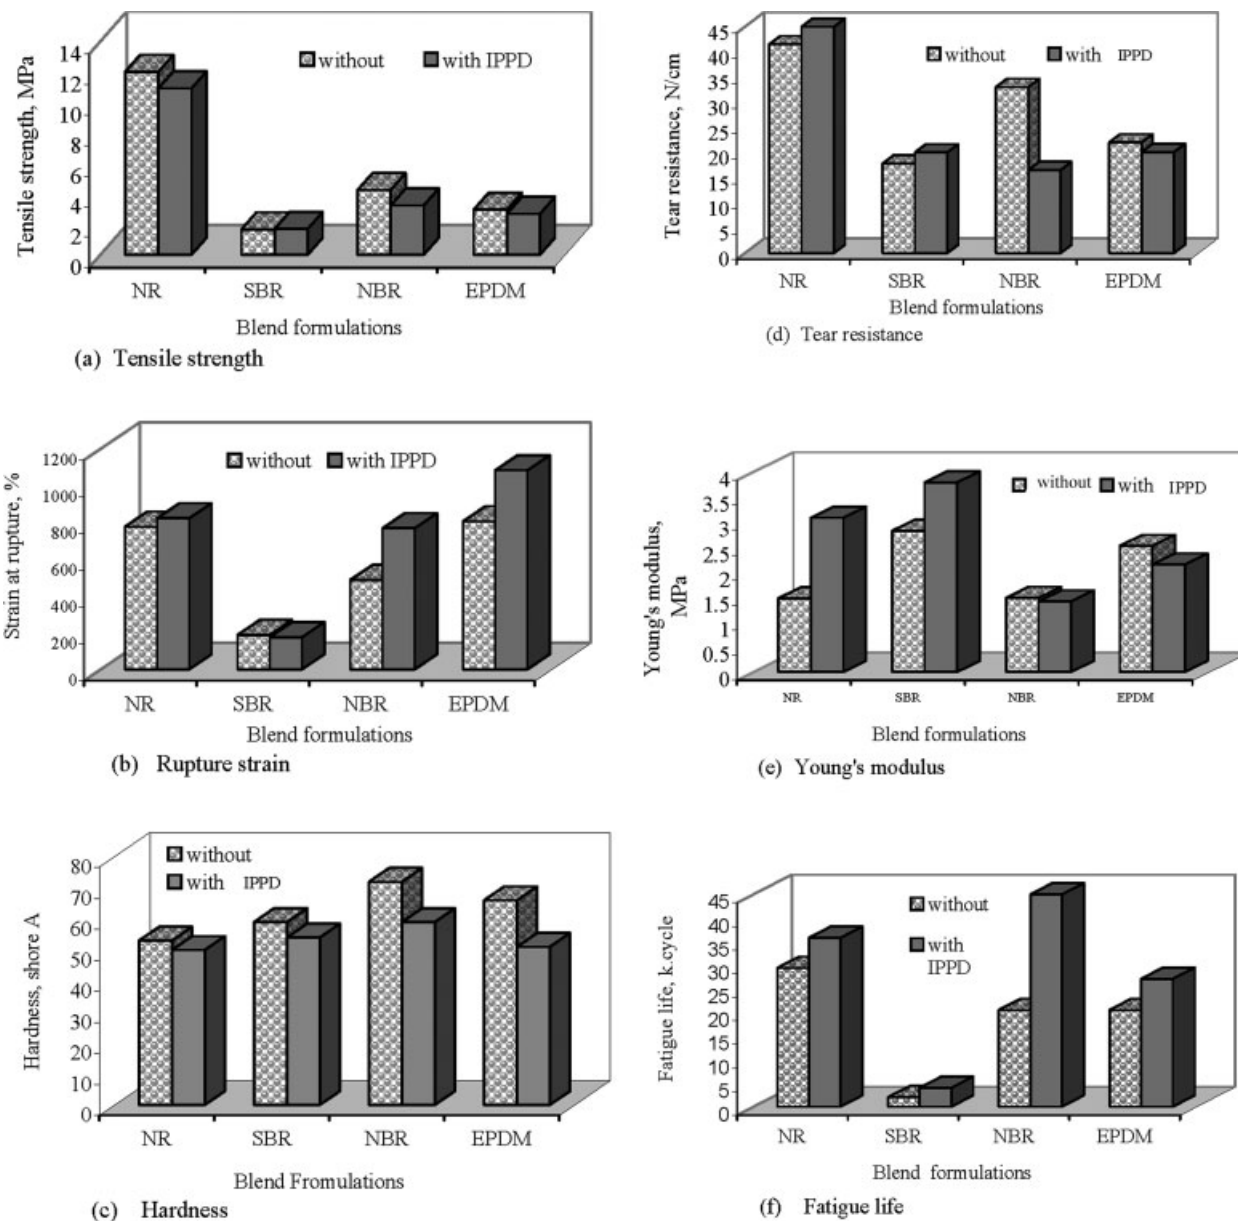 14
12
10
8
6
4
2
0
Tensile strength, MPa
without with IPPD
NR SBR NBR EPDM
Blend formulations
(a) Tensile strength
45
40
35
30
25
20
15
10
5
0
Tear resistance, N/cm
without with IPPD
NR SBR NBR EPDM
Blend formulations
(d) Tear resistance
1200
1000
800
600
400
200
0
Strain at rupture, %
without with IPPD
NR SBR NBR EPDM
Blend formulations
(b) Rupture strain
4
3.5
3
2.5
2
1.5
1
0.5
0
Young's modulus,
MPa
without with IPPD
NR SBR NBR EPDM
Blend formulations
(e) Young's modulus
80
70
60
50
40
30
20
10
0
Hardness, shore A
without
with IPPD
NR SBR NBR EPDM
Blend Fromulations
(c) Hardness
45
40
35
30
25
20
15
10
5
0
Fatigue life, k.cycle
without
with
IPPD
NR SBR NBR EPDM
Blend formulations
(f) Fatigue life